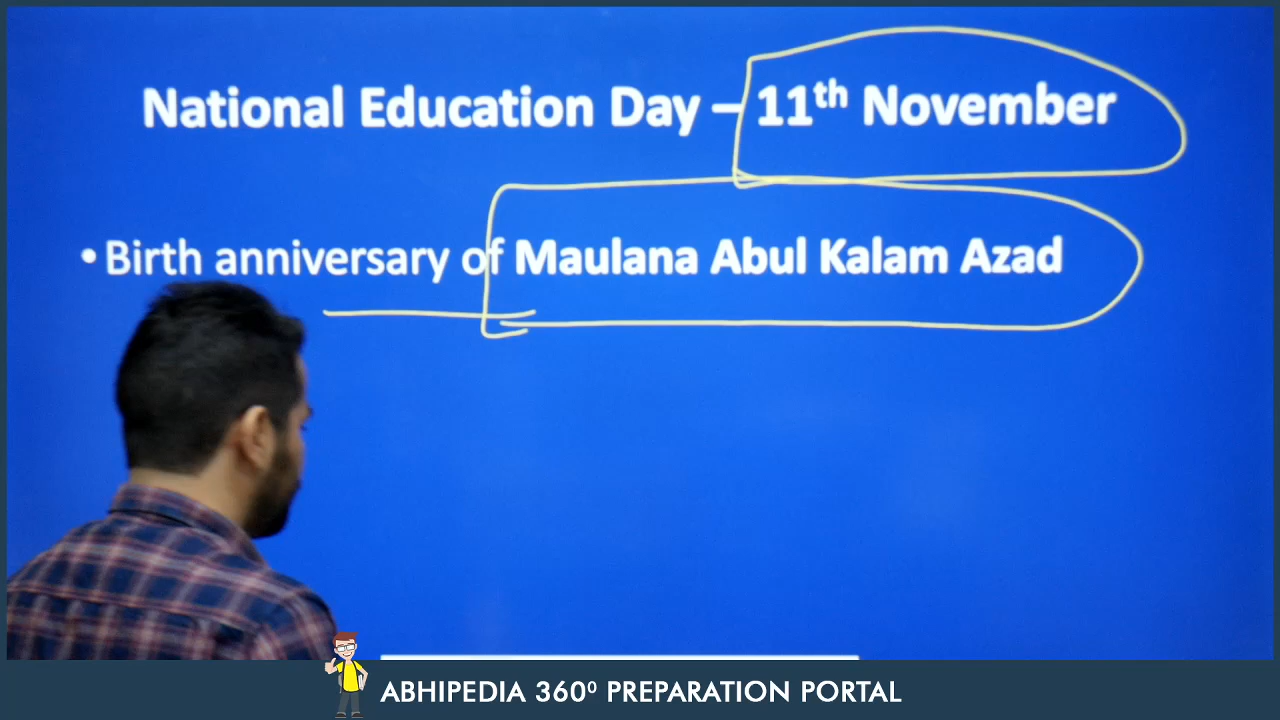 National Education Day – 11th November
• Birth anniversary of Maulana Abul Kalam Azad
ABHIPEDIA 360⁰ PREPARATION PORTAL